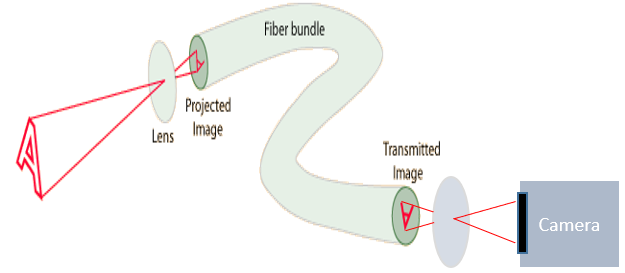 Fiber bundle
Lens
Projected
Image
A
A
A
Transmitted
Image
Camera